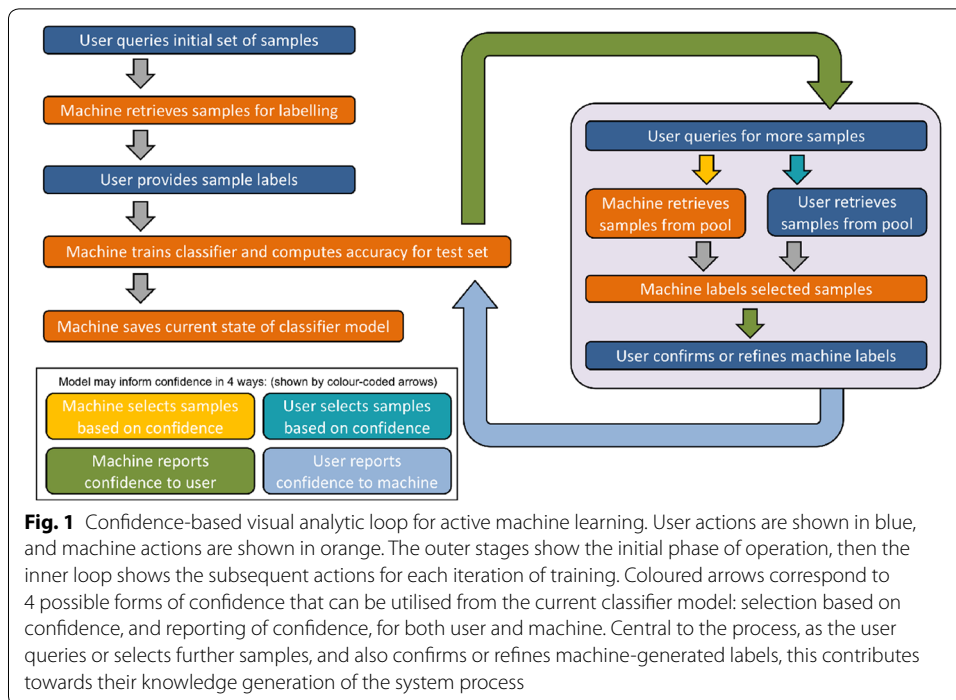 User queries initial set of samples
Machine retrieves samples for labelling
User provides sample labels
Machine trains classifier and computes accuracy for test set
Machine saves current state of classifier model
User queries for more samples
Machine retrieves
samples from pool
User retrieves
samples from pool
Machine labels selected samples
User confirms or refines machine labels
Model may inform confidence in 4 ways: (shown by colour-coded arrows)
Machine selects samples
based on confidence
User selects samples
based on confidence
Machine reports
confidence to user
User reports
confidence to machine
Fig. 1 Confidence-based visual analytic loop for active machine learning. User actions are shown in blue,
and machine actions are shown in orange. The outer stages show the initial phase of operation, then the
inner loop shows the subsequent actions for each iteration of training. Coloured arrows correspond to
4 possible forms of confidence that can be utilised from the current classifier model: selection based on
confidence, and reporting of confidence, for both user and machine. Central to the process, as the user
queries or selects further samples, and also confirms or refines machine-generated labels, this contributes
towards their knowledge generation of the system process